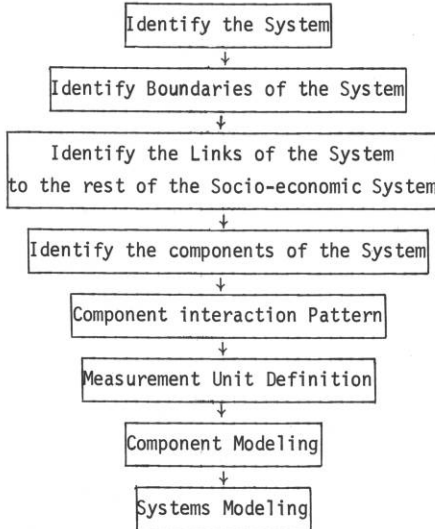 Identify the System
Identify Boundaries of the System
Identify the Links of the System
to the rest of the Socio-economic System
Identify the components of the System
Component interaction Pattern
Measurement Unit Definition
Component Modeling
Systems Modeling